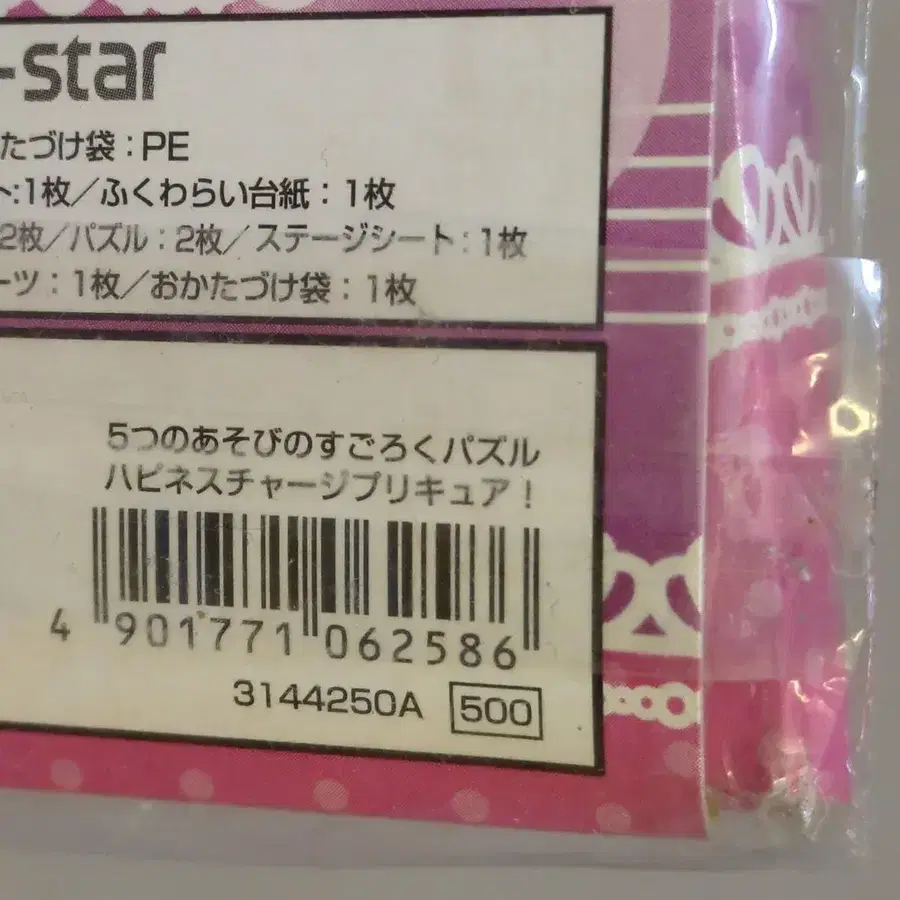 -star
たづけ袋：PE
ト:1枚／ふくわらい台紙：1枚
2枚／パズル：2枚／ステージシート：1枚
ーツ：1枚／おかたづけ袋：1枚
5つのあそびのすごろくパズル
ハピネスチャージプリキュア！
4 901771 062586
3144250A 500